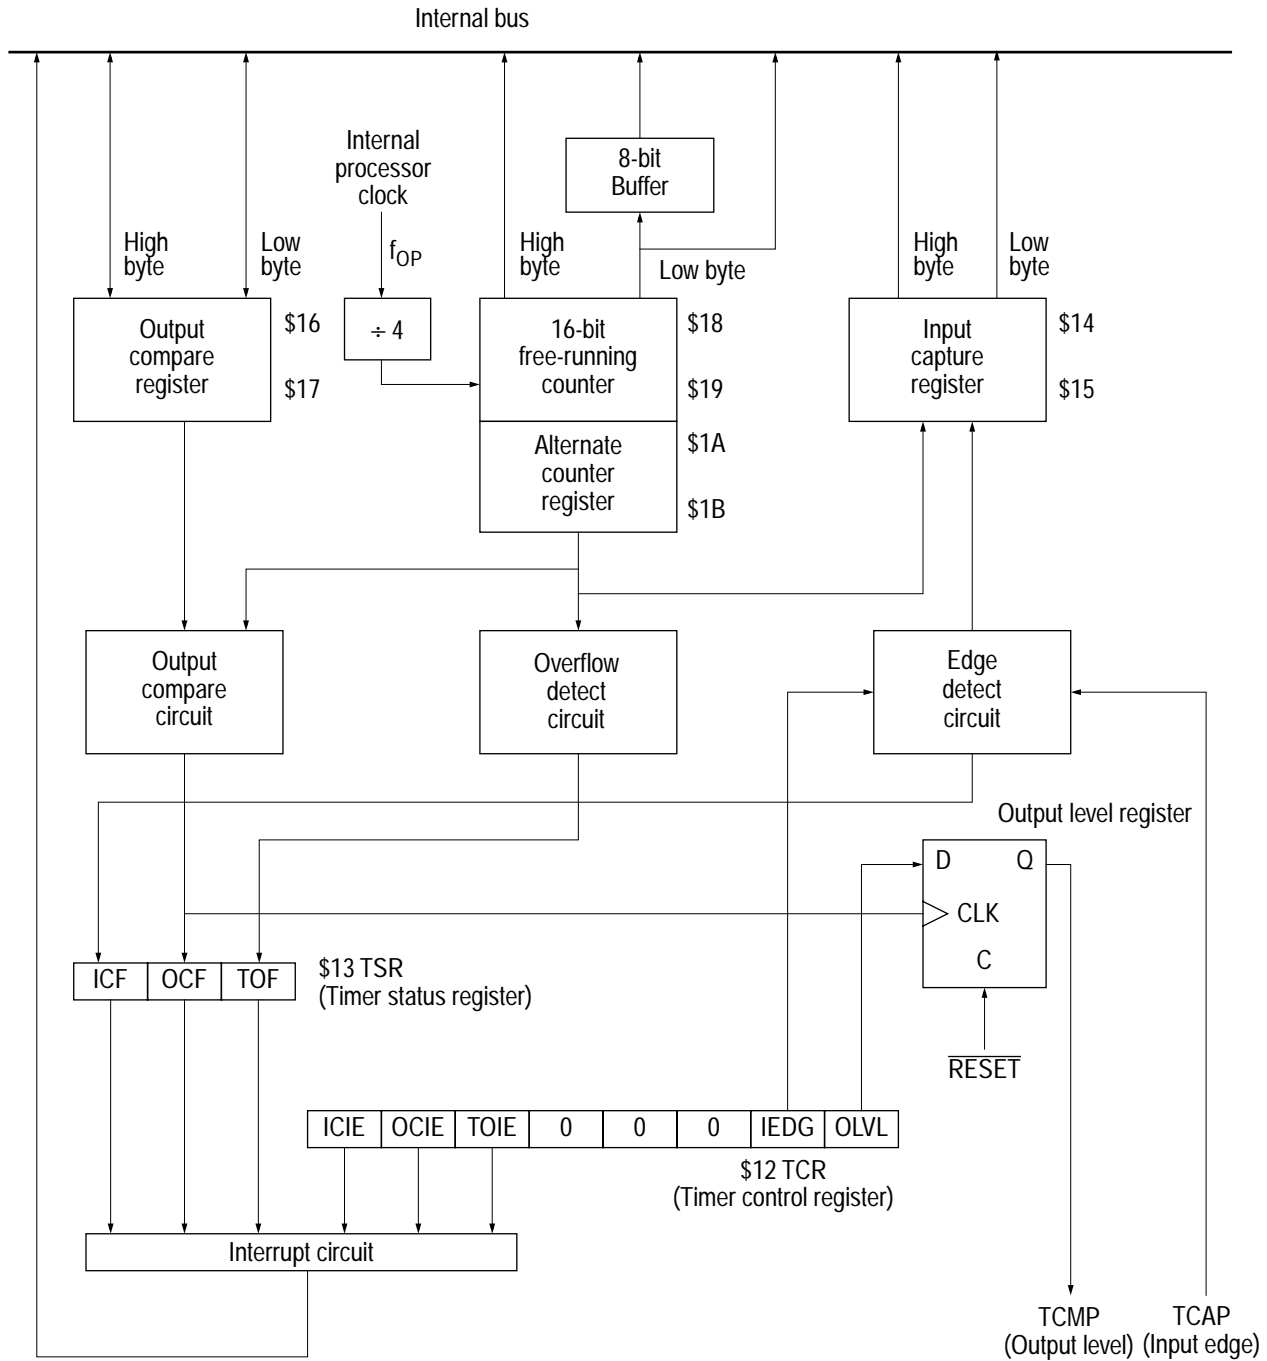 Internal bus
Internal
processor
clock
8-bit
Buffer
High
byte
Low
byte
fOP
High
byte
Low byte
High
byte
Low
byte
Output
compare
register
$16
$17
÷ 4
16-bit
free-running
counter
$18
$19
Input
capture
register
$14
$15
Alternate
counter
register
$1A
$1B
Output
compare
circuit
Overflow
detect
circuit
Edge
detect
circuit
Output level register
D Q
CLK
C
ICF OCF TOF
$13 TSR
(Timer status register)
RESET
ICIE OCIE TOIE 0 0 0 IEDG OLVL
$12 TCR
(Timer control register)
Interrupt circuit
TCMP
(Output level)
TCAP
(Input edge)